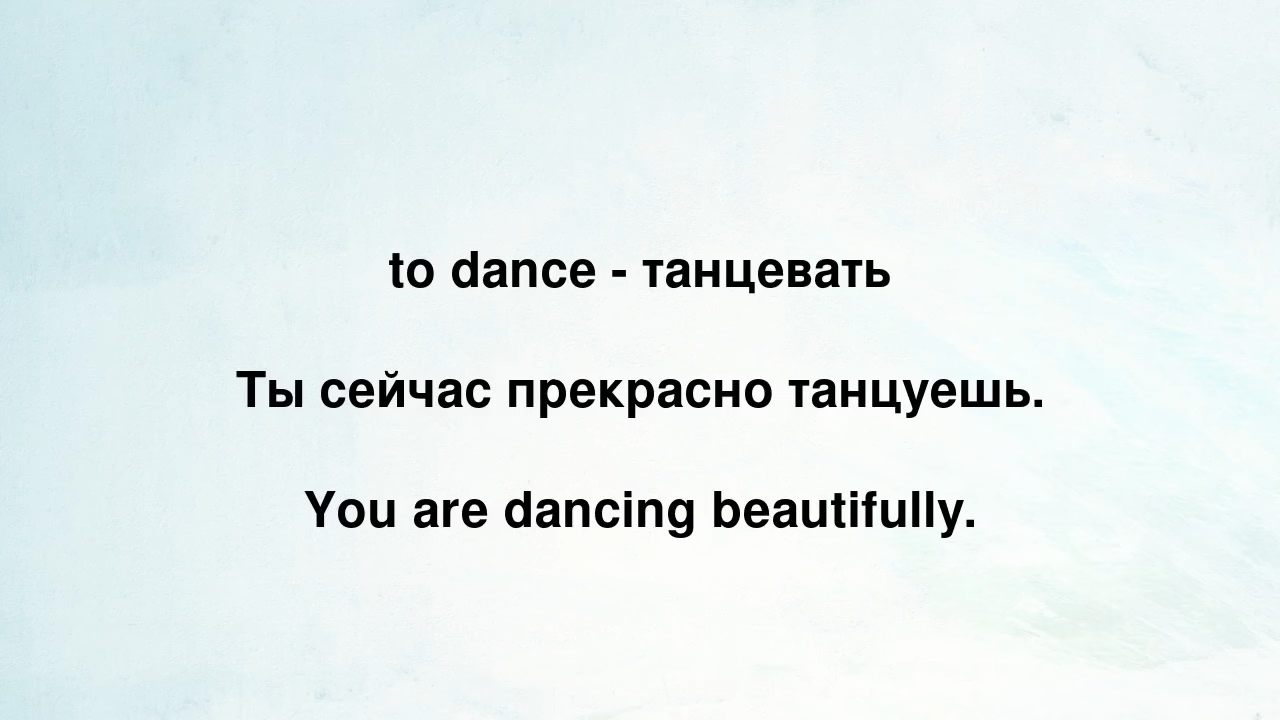 to dance - танцевать
Ты сейчас прекрасно танцуешь.
You are dancing beautifully.